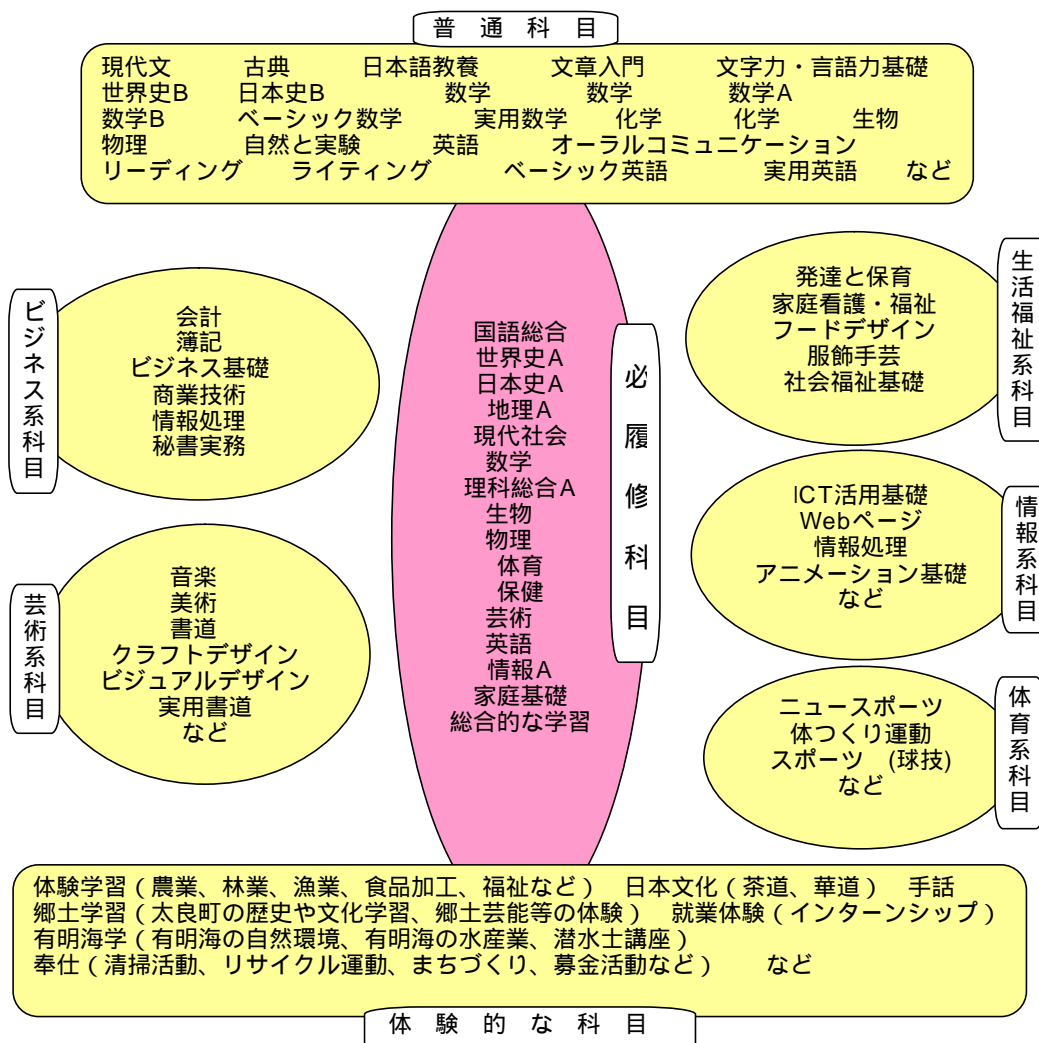 普通科目
現代文 古典 日本語教養 文章入門 文字力・言語力基礎
世界史B 日本史B 数学 数学 数学A
数学B ベーシック数学 実用数学 化学 化学 生物
物理 自然と実験 英語 オーラルコミュニケーション
リーディング ライティング ベーシック英語 実用英語 など
ビジネス系科目
会計
簿記
ビジネス基礎
商業技術
情報処理
秘書実務
芸術系科目
音楽
美術
書道
クラフトデザイン
ビジュアルデザイン
実用書道
など
必履修科目
国語総合
世界史A
日本史A
地理A
現代社会
数学
理科総合A
生物
物理
体育
保健
芸術
英語
情報A
家庭基礎
総合的な学習
生活福祉系科目
発達と保育
家庭看護・福祉
フードデザイン
服飾手芸
社会福祉基礎
情報系科目
ICT活用基礎
Webページ
情報処理
アニメーション基礎
など
体育系科目
ニュースポーツ
体つくり運動
スポーツ (球技)
など
体験学習(農業、林業、漁業、食品加工、福祉など) 日本文化(茶道、華道) 手話
郷土学習(太良町の歴史や文化学習、郷土芸能等の体験) 就業体験(インターンシップ)
有明海学(有明海の自然環境、有明海の水産業、潜水士講座)
奉仕(清掃活動、リサイクル運動、まちづくり、募金活動など) など
体験的な科目